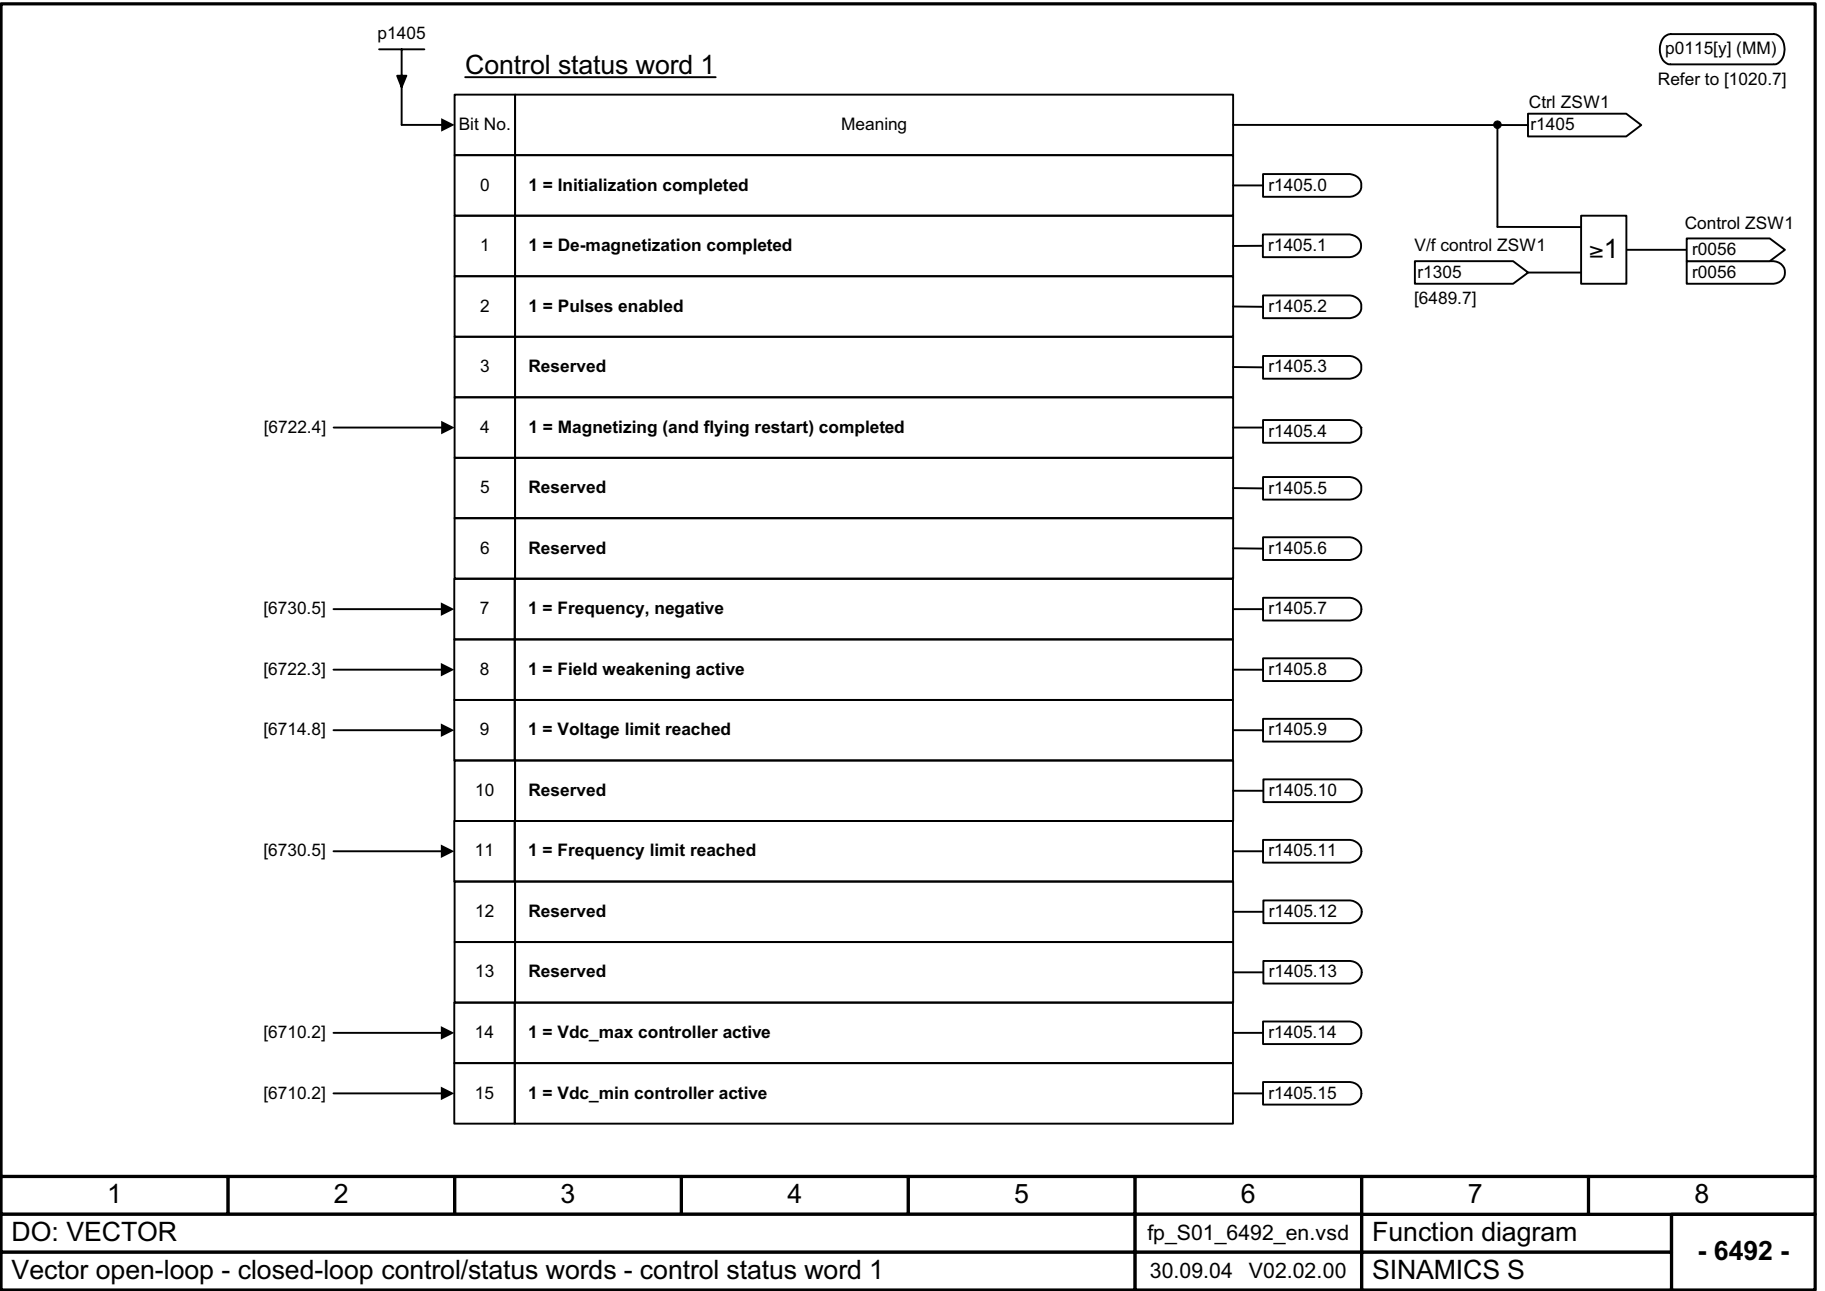 p1405
Control status word 1
p0115[y] (MM)
Refer to [1020.7]
Bit No. Meaning
Ctrl ZSW1
r1405
0 1 = Initialization completed r1405.0
1 1 = De-magnetization completed r1405.1
V/f control ZSW1
r1305
[6489.7]
≥1
Control ZSW1
r0056
r0056
2 1 = Pulses enabled r1405.2
3 Reserved r1405.3
[6722.4] 4 1 = Magnetizing (and flying restart) completed r1405.4
5 Reserved r1405.5
6 Reserved r1405.6
[6730.5] 7 1 = Frequency, negative r1405.7
[6722.3] 8 1 = Field weakening active r1405.8
[6714.8] 9 1 = Voltage limit reached r1405.9
10 Reserved r1405.10
[6730.5] 11 1 = Frequency limit reached r1405.11
12 Reserved r1405.12
13 Reserved r1405.13
[6710.2] 14 1 = Vdc_max controller active r1405.14
[6710.2] 15 1 = Vdc_min controller active r1405.15
1 2 3 4 5 6 7 8
DO: VECTOR fp_S01_6492_en.vsd Function diagram
- 6492 -
Vector open-loop - closed-loop control/status words - control status word 1 30.09.04 V02.02.00 SINAMICS S